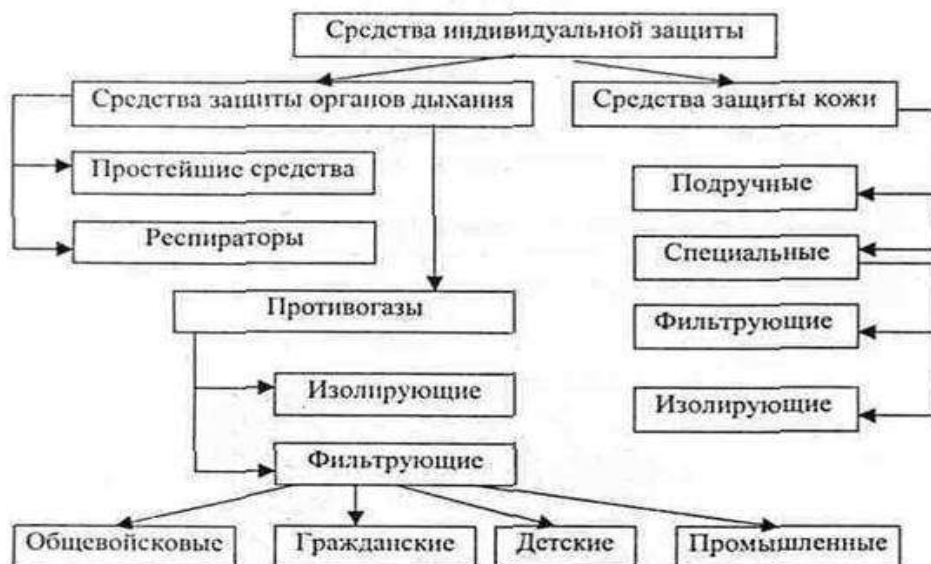 Средства индивидуальной защиты
Средства защиты органов дыхания
Средства защиты кожи
Простейшие средства
Подручные
Респираторы
Специальные
Противогазы
Фильтрующие
Изолирующие
Изолирующие
Фильтрующие
Общевойсковые
Гражданские
Детские
Промышленные